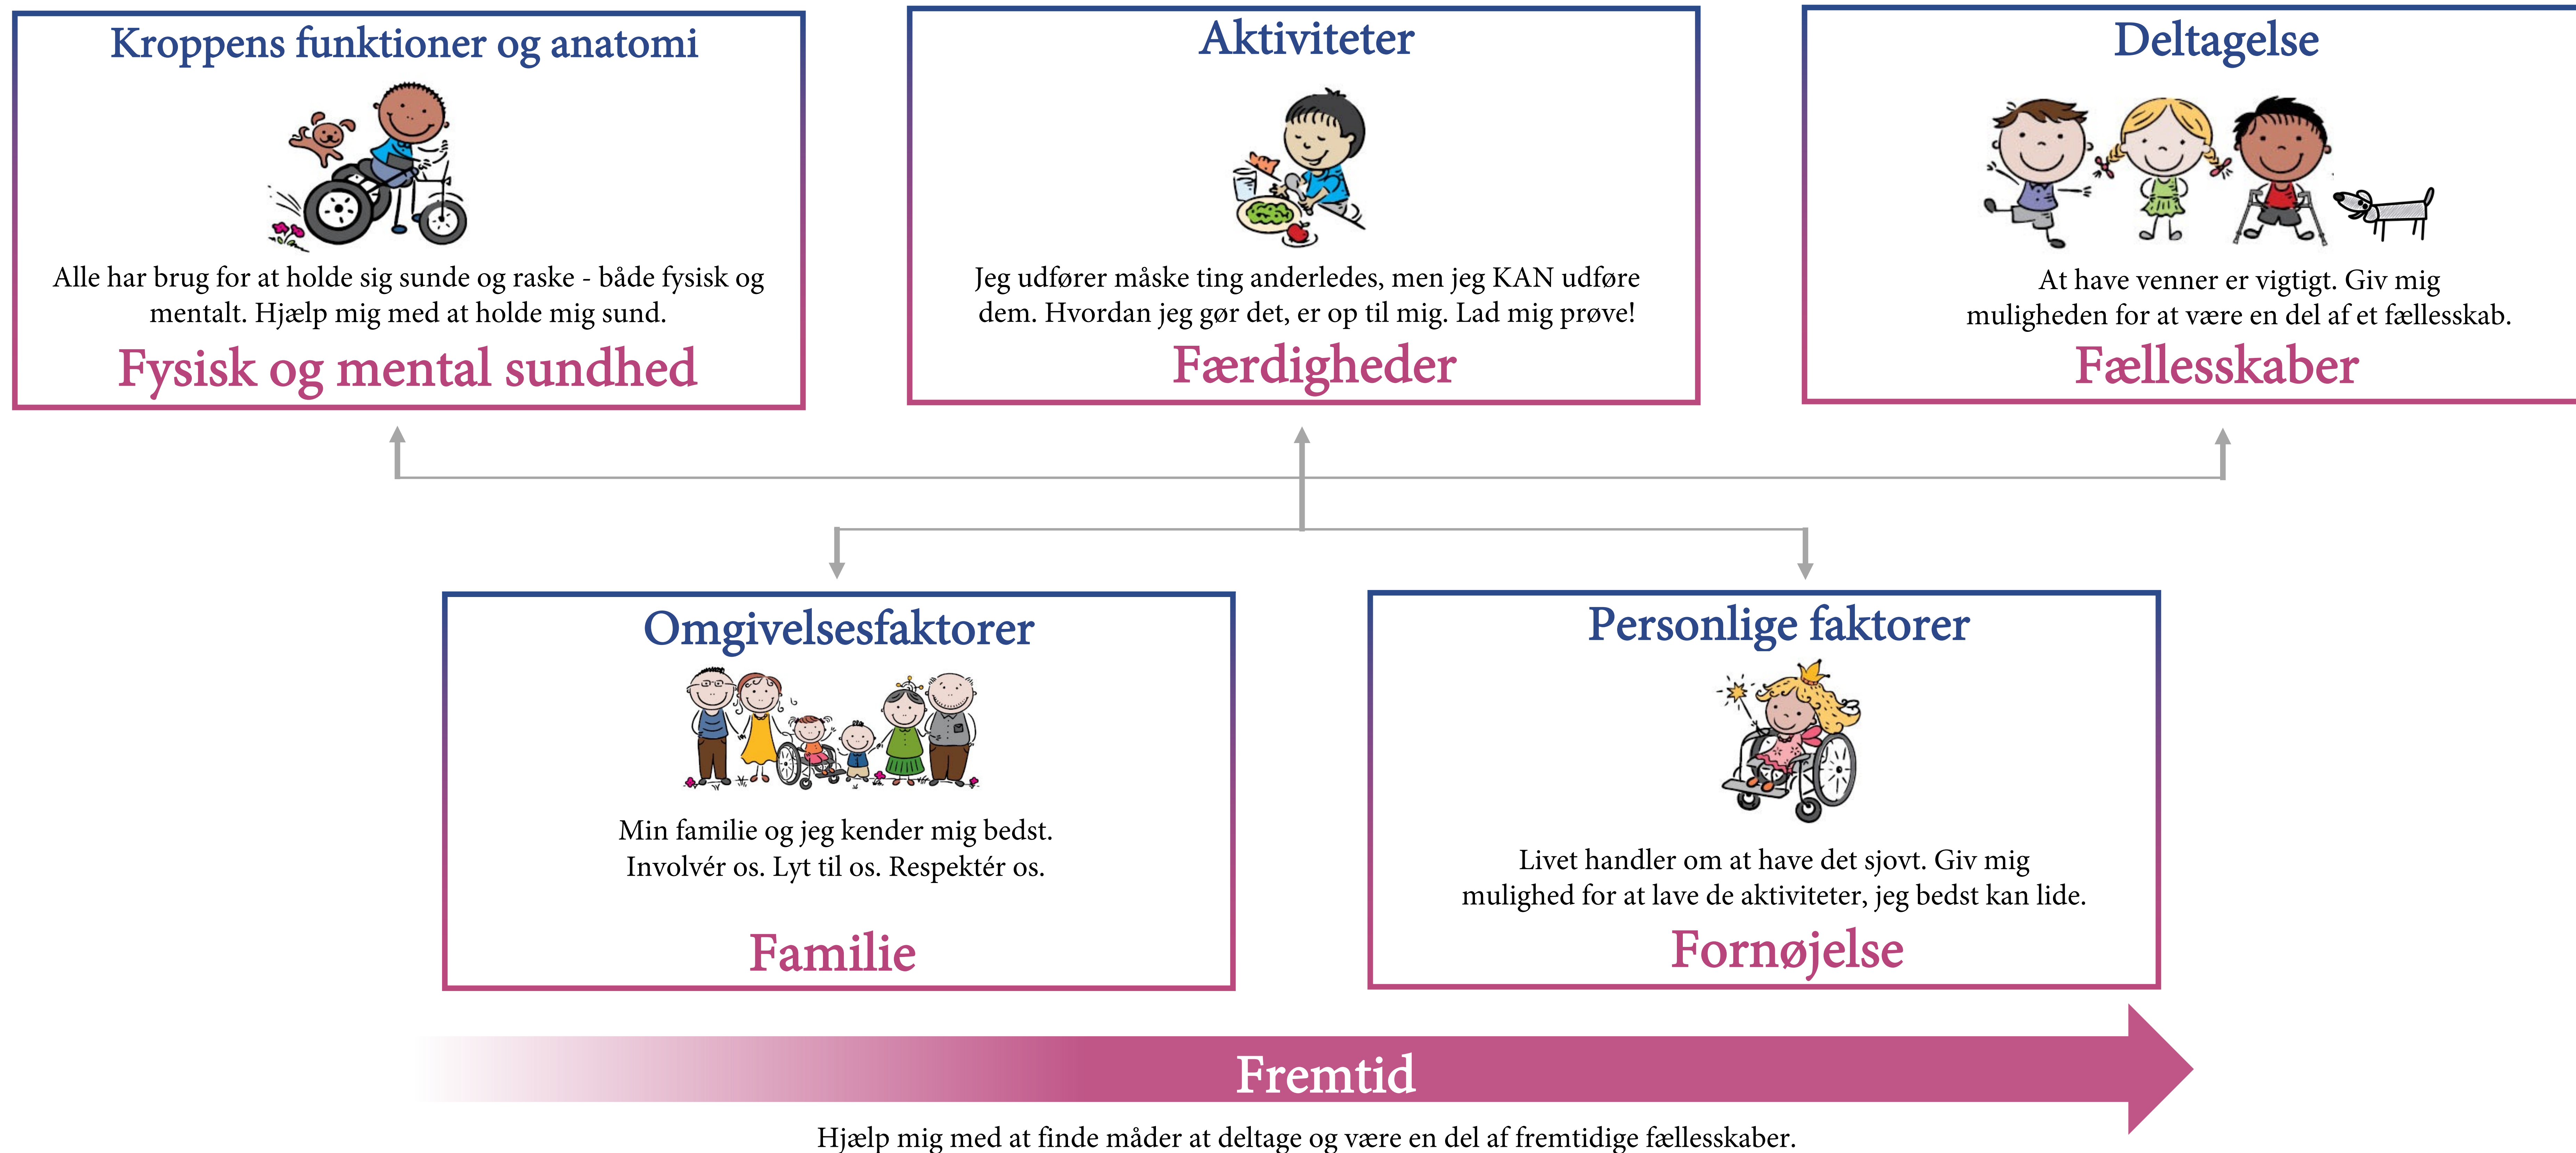 Kroppens funktioner og anatomi
Alle har brug for at holde sig sunde og raske - både fysisk og
mentalt. Hjælp mig med at holde mig sund.
Fysisk og mental sundhed
Aktiviteter
Jeg udfører måske ting anderledes, men jeg KAN udføre
dem. Hvordan jeg gør det, er op til mig. Lad mig prøve!
Færdigheder
Deltagelse
At have venner er vigtigt. Giv mig
muligheden for at være en del af et fællesskab.
Fællesskaber
Omgivelsesfaktorer
Min familie og jeg kender mig bedst.
Involvér os. Lyt til os. Respektér os.
Familie
Personlige faktorer
Livet handler om at have det sjovt. Giv mig
mulighed for at lave de aktiviteter, jeg bedst kan lide.
Fornøjelse
Fremtid
Hjælp mig med at finde måder at deltage og være en del af fremtidige fællesskaber.